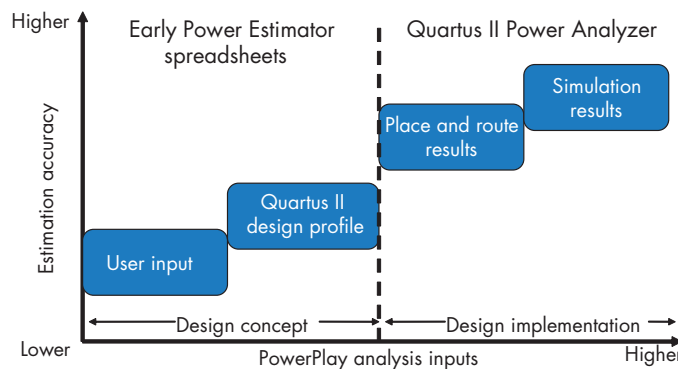 Higher
Early Power Estimator
spreadsheets
Quartus II Power Analyzer
Estimation accuracy
Simulation
results
Place and route
results
Quartus II
design profile
User input
Design concept
Design implementation
Lower
PowerPlay analysis inputs
Higher